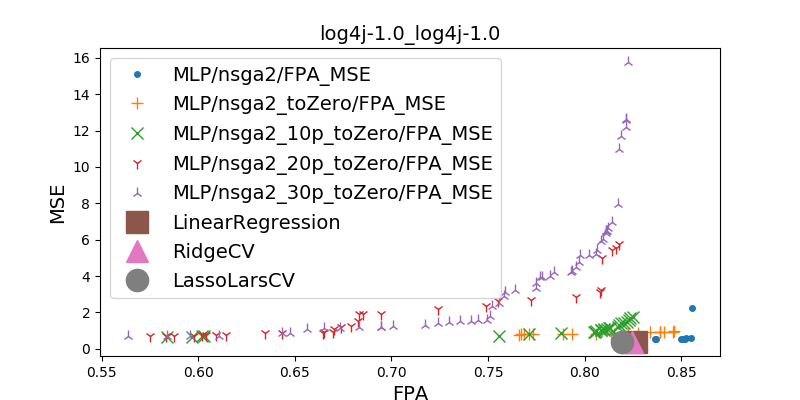 log4j-1.0_log4j-1.0
MLP/nsga2/FPA_MSE
MLP/nsga2_toZero/FPA_MSE
MLP/nsga2_10p_toZero/FPA_MSE
MLP/nsga2_20p_toZero/FPA_MSE
MLP/nsga2_30p_toZero/FPA_MSE
LinearRegression
RidgeCV
LassoLarsCV
MSE
16
14
12
10
8
6
4
2
0
0.55 0.60 0.65 0.70 0.75 0.80 0.85
FPA